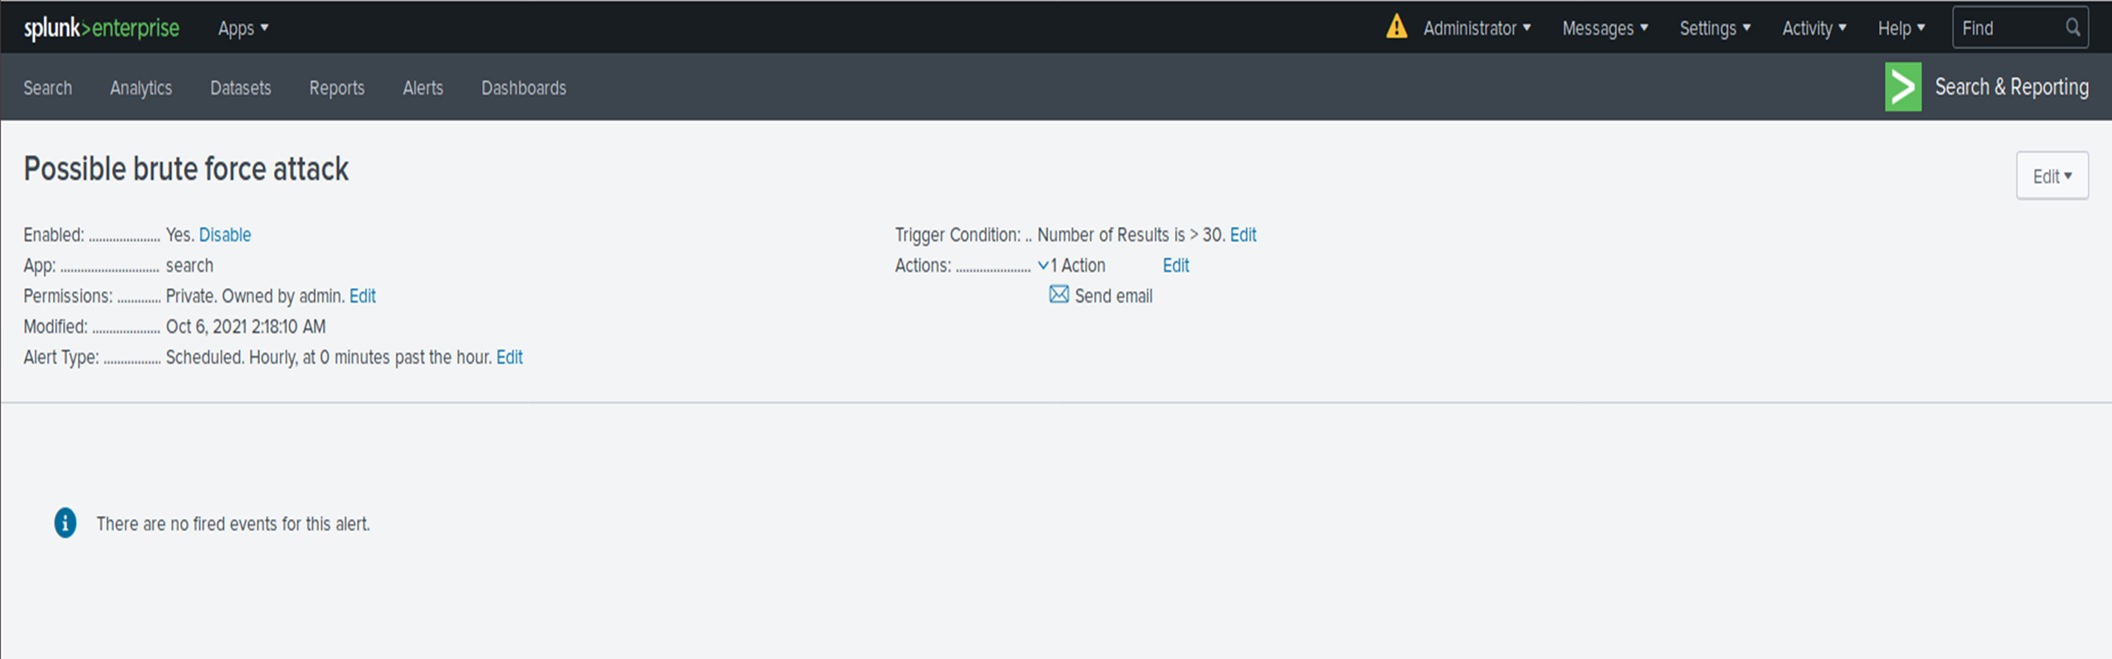 splunk>enterprise Apps ▾ Administrator ▾ Messages ▾ Settings ▾ Activity ▾ Help ▾ Find
Search Analytics Datasets Reports Alerts Dashboards Search & Reporting
Possible brute force attack
Edit ▾
Enabled: ..................... Yes. Disable
App: ............................. search
Permissions: ............. Private. Owned by admin. Edit
Modified: .................... Oct 6, 2021 2:18:10 AM
Alert Type: ................. Scheduled. Hourly, at 0 minutes past the hour. Edit
Trigger Condition: .. Number of Results is > 30. Edit
Actions: ...................... 1 Action Edit
Send email
There are no fired events for this alert.